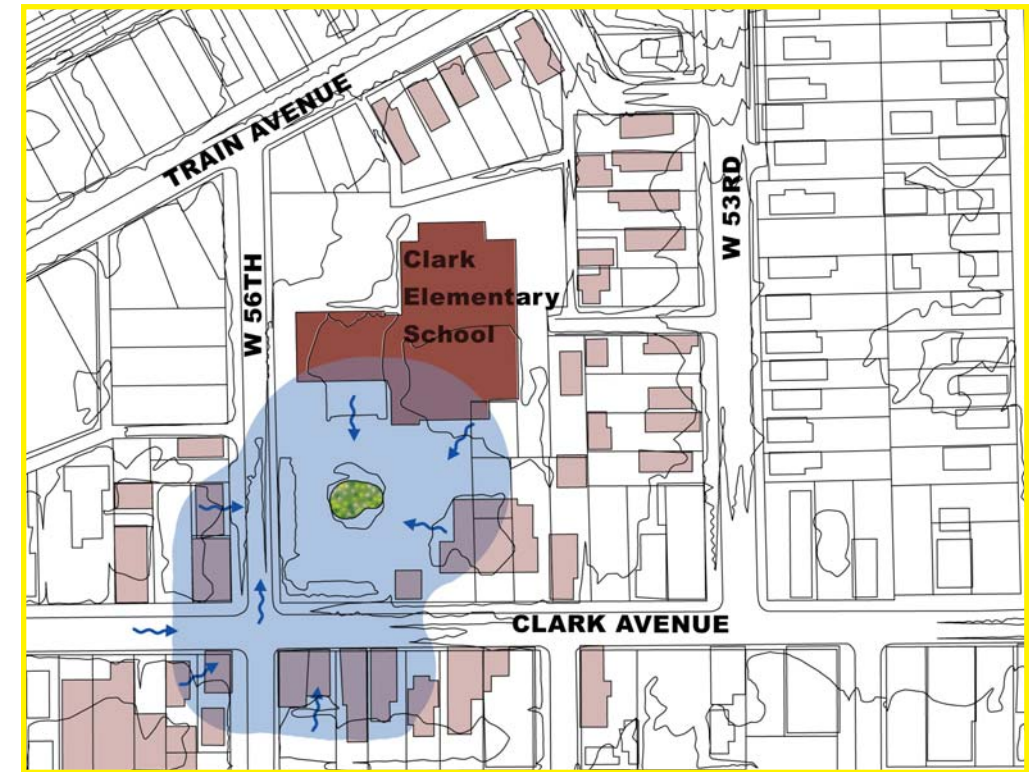 TRAIN AVENUE
W 53RD
W 56TH
Clark
Elementary
School
CLARK AVENUE